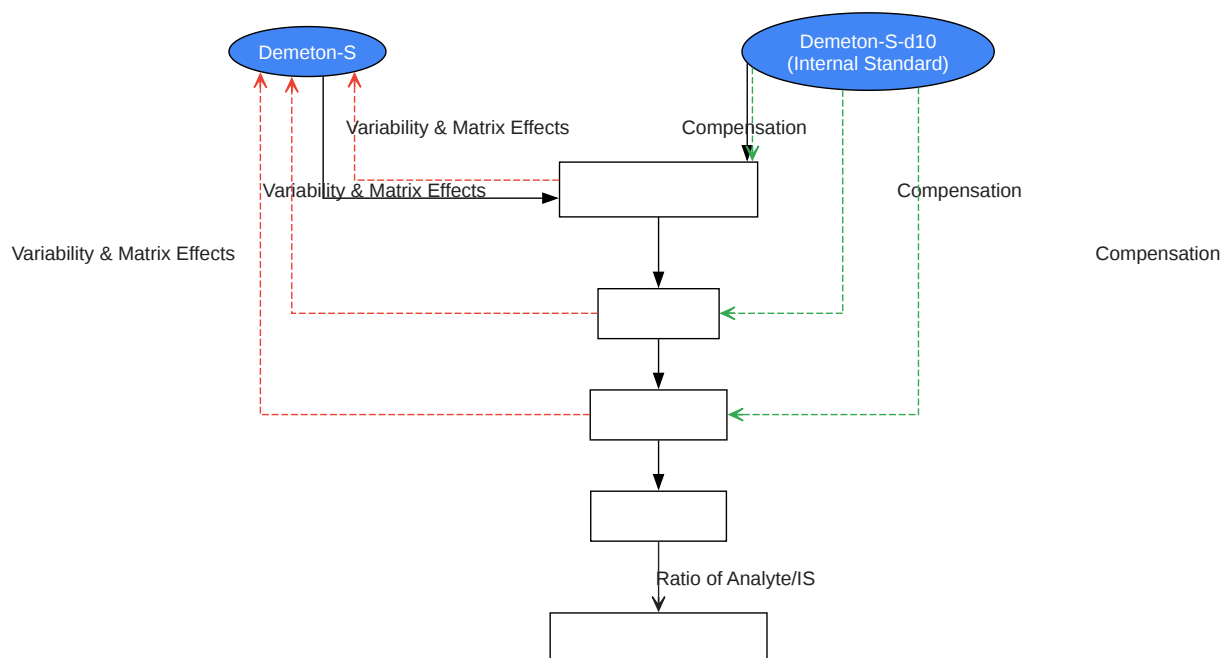 Demeton-S
Demeton-S-d10
(Internal Standard)
Variability & Matrix Effects
Compensation
Variability & Matrix Effects
Compensation
Variability & Matrix Effects
Compensation
Ratio of Analyte/IS